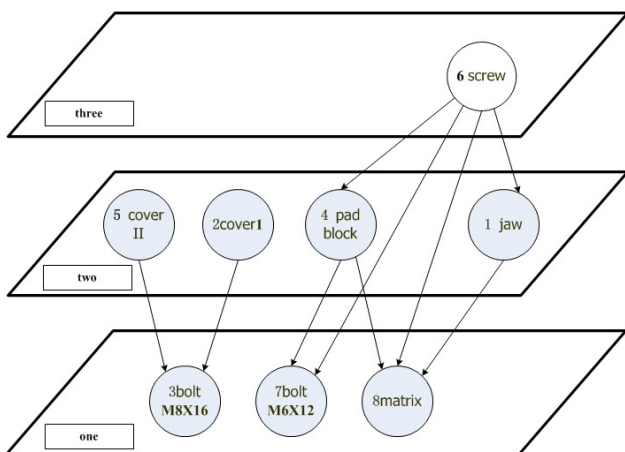 6 screw
three
5 cover
II
2cover1
4 pad
block
1 jaw
two
3bolt
M8X16
7bolt
M6X12
8matrix
one